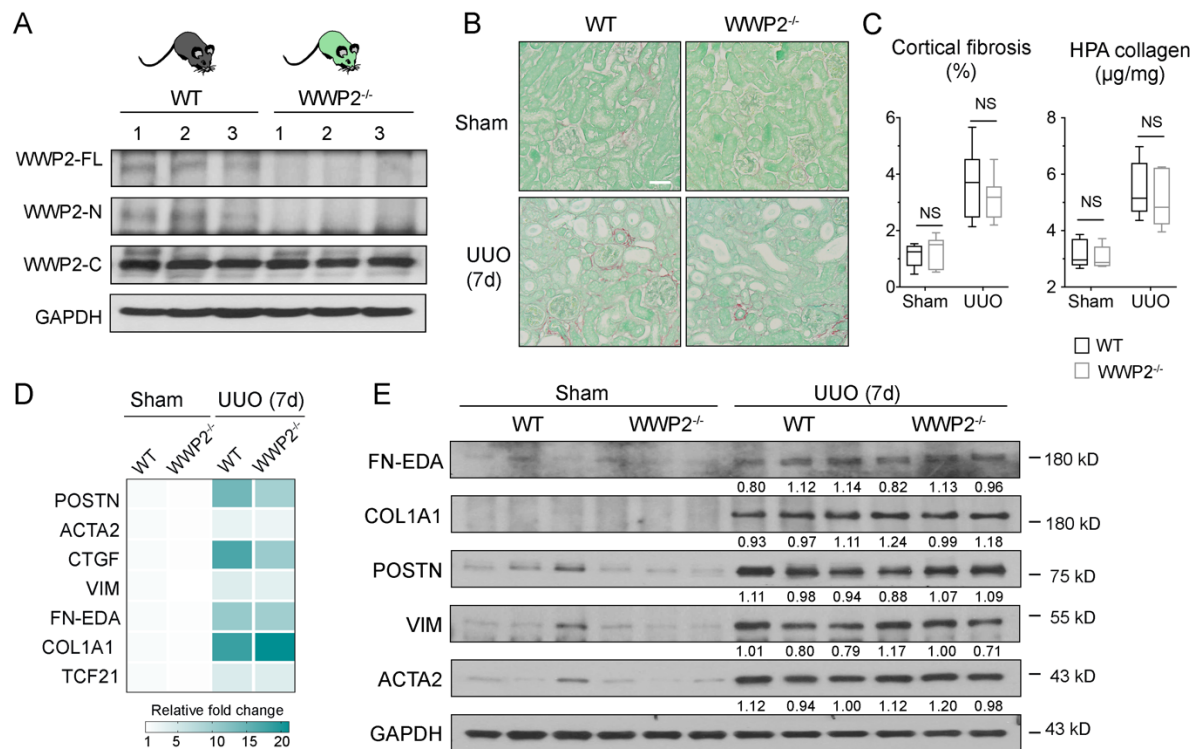 A
WT
WWP2-/-
1 2 3 1 2 3
WWP2-FL
WWP2-N
WWP2-C
GAPDH
B
WT
WWP2-/-
Sham
UUO
(7d)
C
Cortical fibrosis
(%)
HPA collagen
(µg/mg)
NS
NS
NS
NS
6
4
2
0
8
6
4
2
Sham UUO
Sham UUO
WT
WWP2-/-
D
Sham UUO (7d)
WT WWP2-/- WT WWP2-/-
POSTN
ACTA2
CTGF
VIM
FN-EDA
COL1A1
TCF21
Relative fold change
1 5 10 15 20
E
Sham UUO (7d)
WT WWP2-/- WT WWP2-/-
FN-EDA
180 kD
0.80 1.12 1.14 0.82 1.13 0.96
COL1A1
180 kD
0.93 0.97 1.11 1.24 0.99 1.18
POSTN
75 kD
1.11 0.98 0.94 0.88 1.07 1.09
VIM
55 kD
1.01 0.80 0.79 1.17 1.00 0.71
ACTA2
43 kD
1.12 0.94 1.00 1.12 1.20 0.98
GAPDH
43 kD